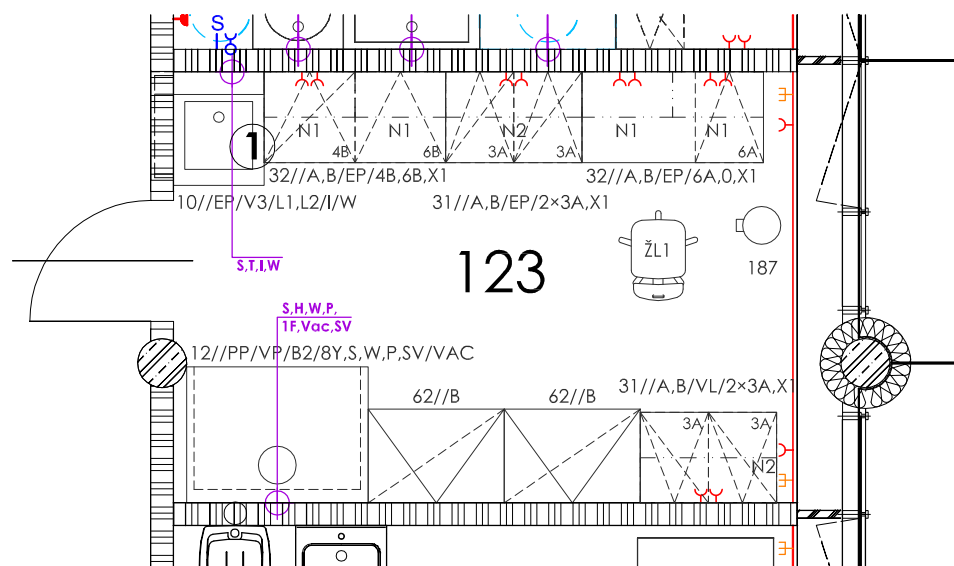 S
N1
N1
N2
N1
N1
1
4B
6B
3A
3A
6A
32//A,B/EP/4B,6B,X1
32//A,B/EP/6A,0,X1
10//EP/V3/L1,L2/I/W
31//A,B/EP/2×3A,X1
S,T,I,W
123
ŽL1
187
S,H,W,P,
1F,Vac,SV
12//PP/VP/B2/8Y,S,W,P,SV/VAC
62//B
62//B
31//A,B/VL/2×3A,X1
3A
3A
N2